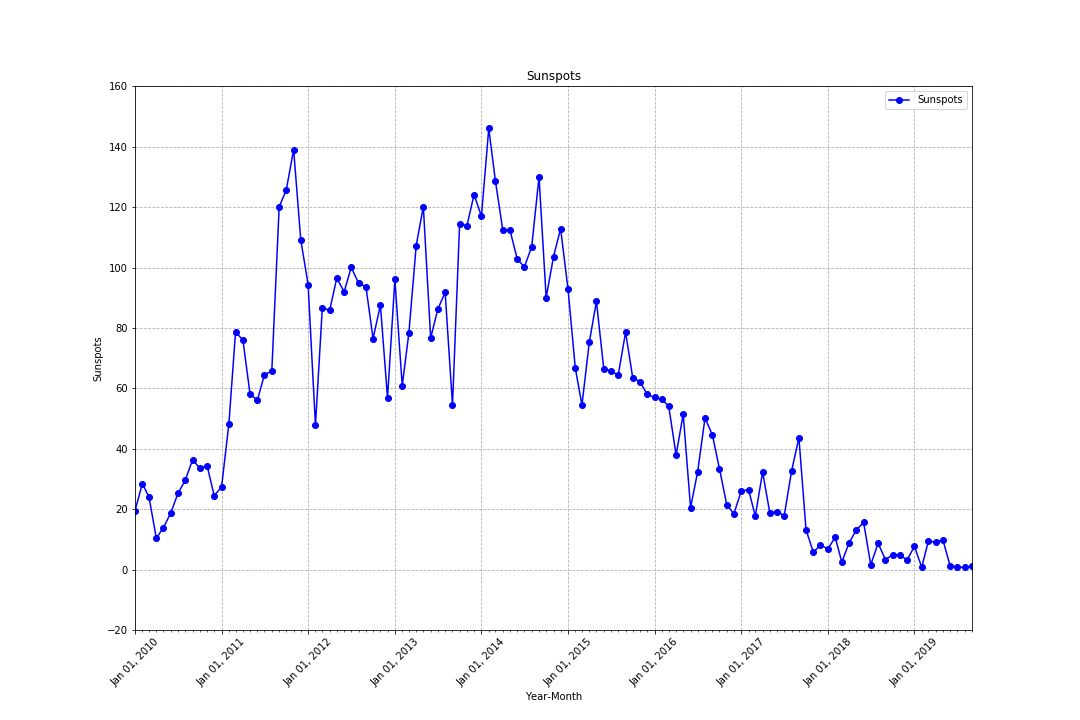 Sunspots
160
Sunspots
140
120
100
80
60
40
20
0
−20
Sunspots
Jan 01, 2010
Jan 01, 2011
Jan 01, 2012
Jan 01, 2013
Jan 01, 2014
Jan 01, 2015
Jan 01, 2016
Jan 01, 2017
Jan 01, 2018
Jan 01, 2019
Year-Month